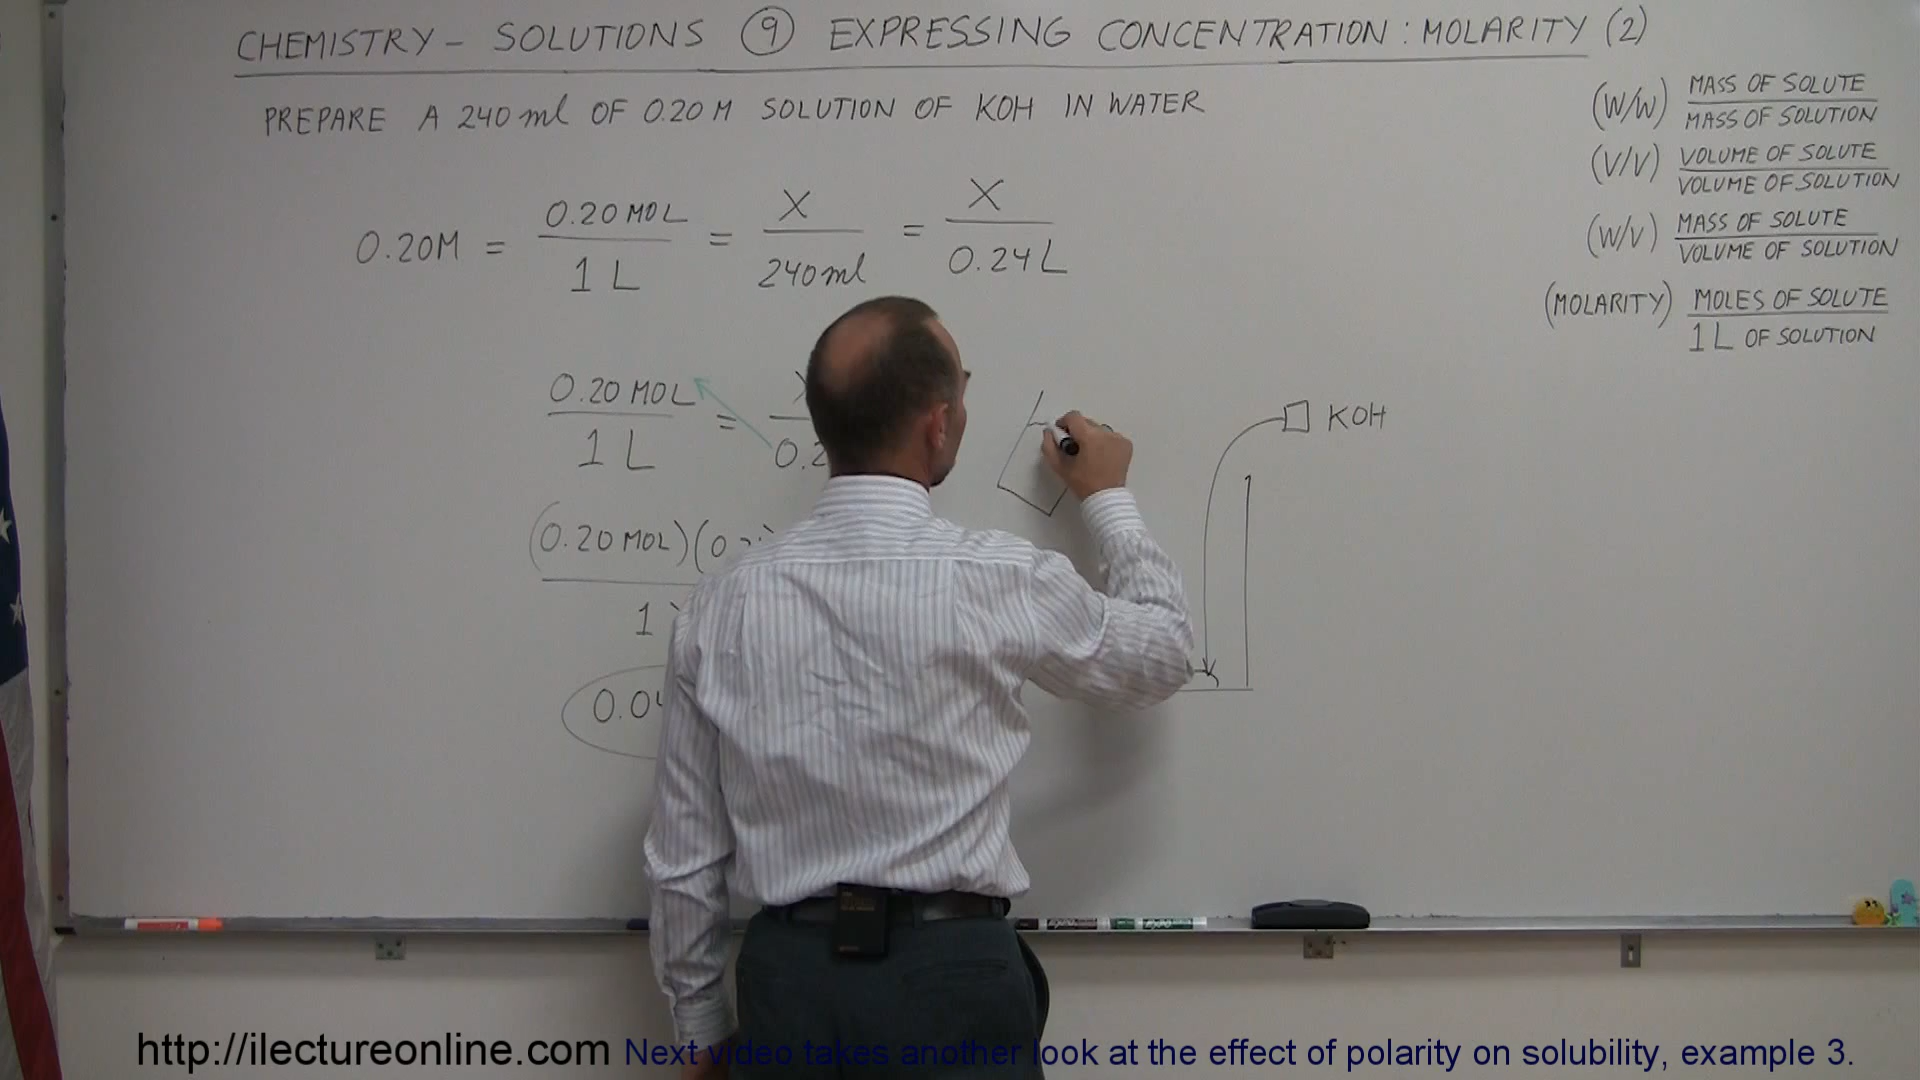 CHEMISTRY – SOLUTIONS ⑨ EXPRESSING CONCENTRATION: MOLARITY (2)
PREPARE A 240 ml OF 0.20 M SOLUTION OF KOH IN WATER
0.20M = 0.20 MOL / 1 L = X / 240 ml = X / 0.24 L
0.20 MOL / 1 L =
(0.20 MOL)(0.2
1
0.04
KOH
(W/W) MASS OF SOLUTE / MASS OF SOLUTION
(V/V) VOLUME OF SOLUTE / VOLUME OF SOLUTION
(W/V) MASS OF SOLUTE / VOLUME OF SOLUTION
(MOLARITY) MOLES OF SOLUTE / 1 L OF SOLUTION
http://ilectureonline.com Next video takes another look at the effect of polarity on solubility, example 3.